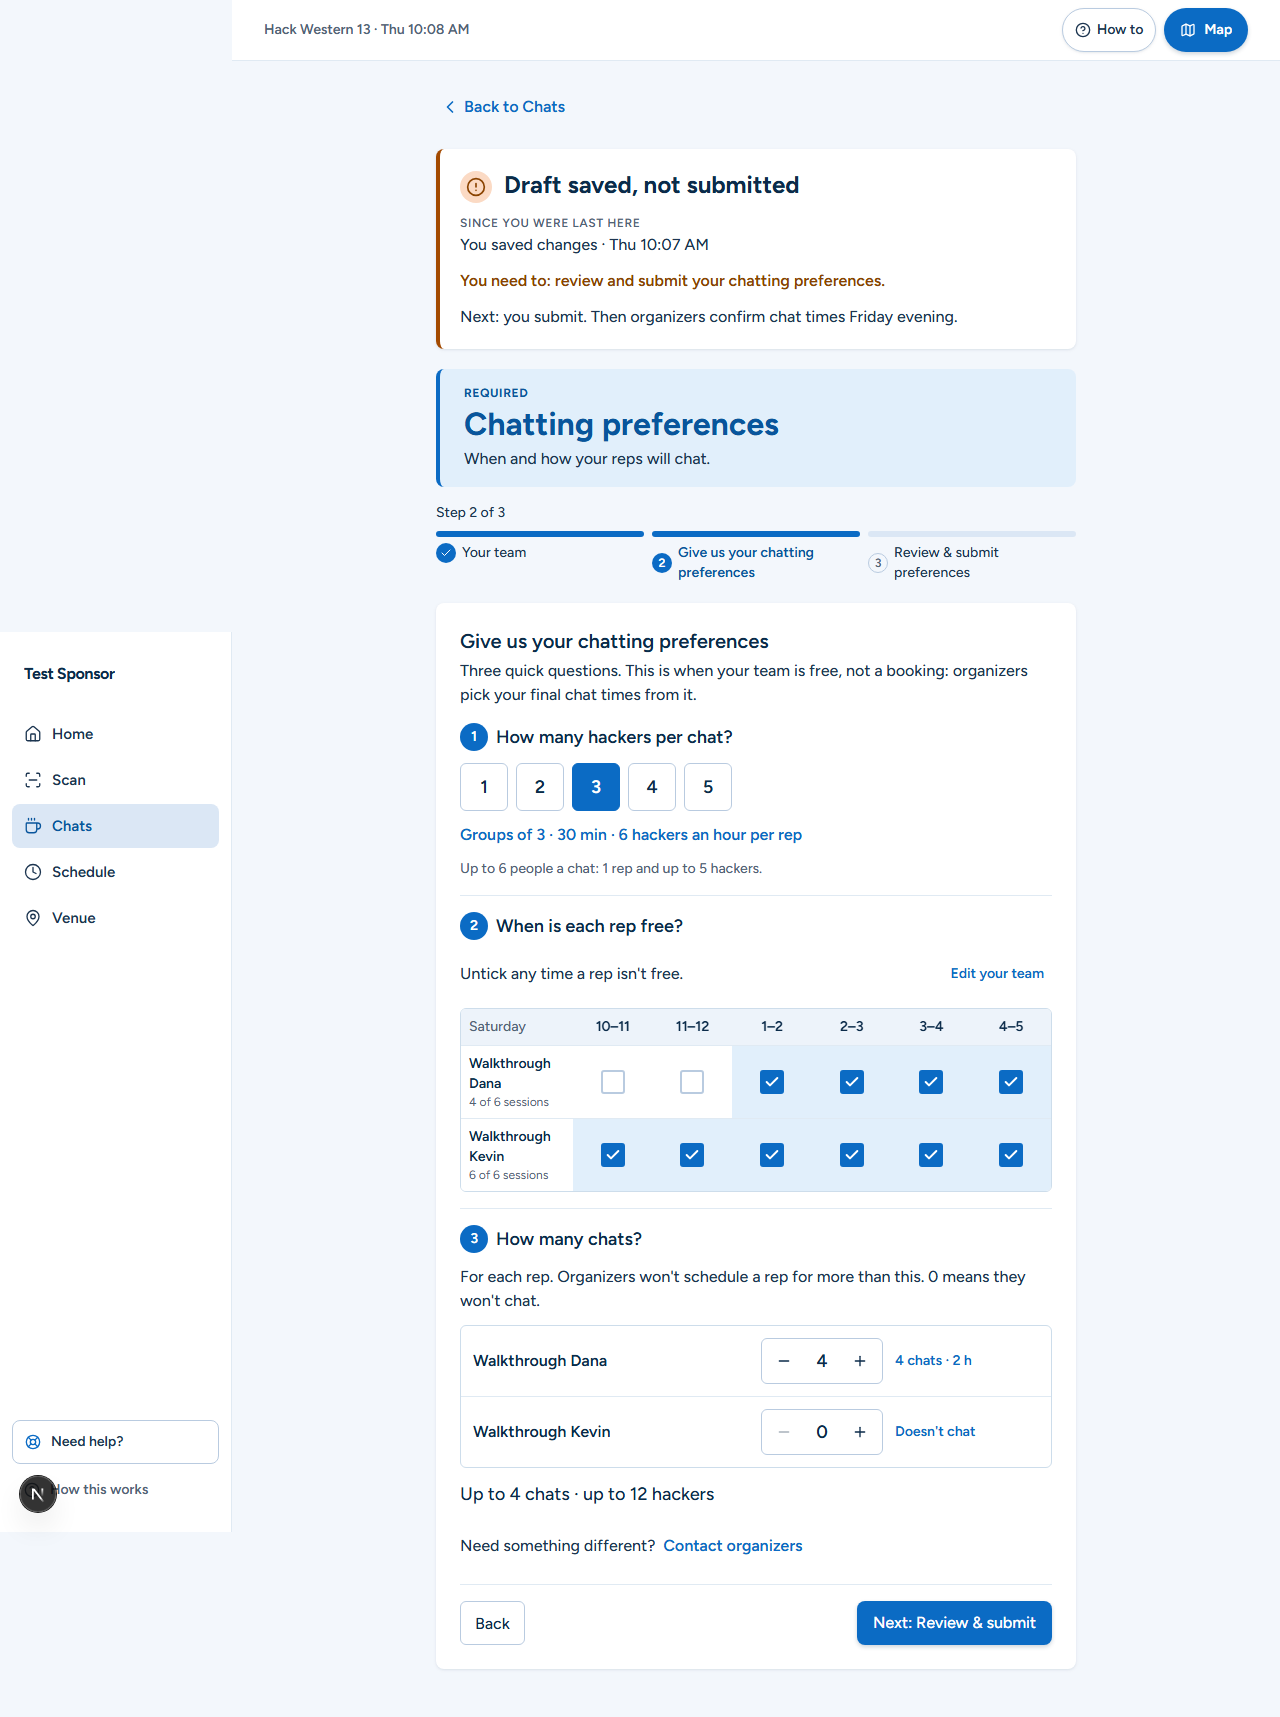 Hack Western 13 · Thu 10:08 AM
How to
Map
Back to Chats
Draft saved, not submitted
SINCE YOU WERE LAST HERE
You saved changes · Thu 10:07 AM
You need to: review and submit your chatting preferences.
Next: you submit. Then organizers confirm chat times Friday evening.
REQUIRED
Chatting preferences
When and how your reps will chat.
Step 2 of 3
Your team
2 Give us your chatting
preferences
3 Review & submit
preferences
Test Sponsor
Home
Scan
Chats
Schedule
Venue
Need help?
How this works
N
Give us your chatting preferences
Three quick questions. This is when your team is free, not a booking: organizers
pick your final chat times from it.
1 How many hackers per chat?
1 2 3 4 5
Groups of 3 · 30 min · 6 hackers an hour per rep
Up to 6 people a chat: 1 rep and up to 5 hackers.
2 When is each rep free?
Untick any time a rep isn't free.
Edit your team
Saturday 10–11 11–12 1–2 2–3 3–4 4–5
Walkthrough
Dana
4 of 6 sessions
Walkthrough
Kevin
6 of 6 sessions
3 How many chats?
For each rep. Organizers won't schedule a rep for more than this. 0 means they
won't chat.
Walkthrough Dana − 4 + 4 chats · 2 h
Walkthrough Kevin − 0 + Doesn't chat
Up to 4 chats · up to 12 hackers
Need something different? Contact organizers
Back
Next: Review & submit